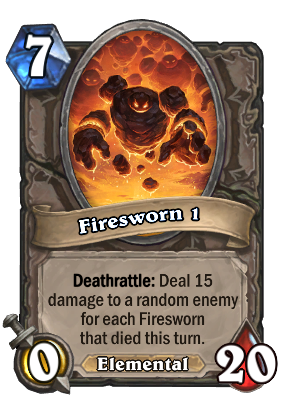 7
Firesworn 1
Deathrattle: Deal 15
damage to a random enemy
for each Firesworn
that died this turn.
Elemental
0
20